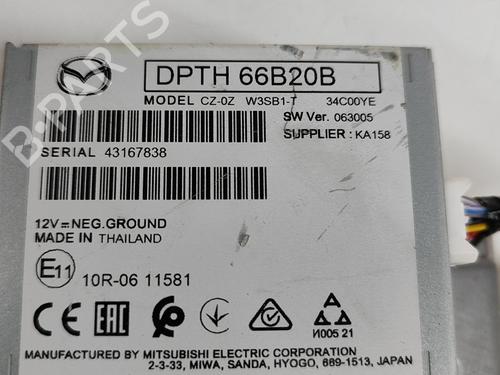 DPTH 66B20B
MODEL CZ-0Z W3SB1-T 34C00YE
SW Ver. 063005
SUPPLIER : KA158
SERIAL 43167838
12V⎓NEG.GROUND
MADE IN THAILAND
E11 10R-06 11581
CE EAC
И005 21
MANUFACTURED BY MITSUBISHI ELECTRIC CORPORATION
2-3-33, MIWA, SANDA, HYOGO, 669-1513, JAPAN
B-PARTS